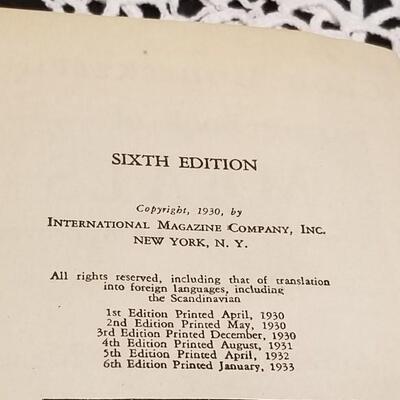 SIXTH EDITION
Copyright, 1930, by
INTERNATIONAL MAGAZINE COMPANY, INC.
NEW YORK, N. Y.
All rights reserved, including that of translation
into foreign languages, including
the Scandinavian
1st Edition Printed April, 1930
2nd Edition Printed May, 1930
3rd Edition Printed December, 1930
4th Edition Printed August, 1931
5th Edition Printed April, 1932
6th Edition Printed January, 1933